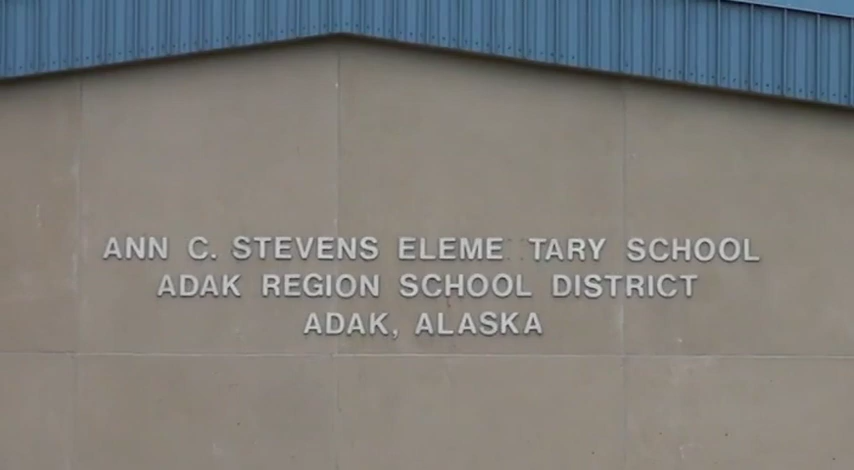 ANN C. STEVENS ELEME TARY SCHOOL
ADAK REGION SCHOOL DISTRICT
ADAK, ALASKA